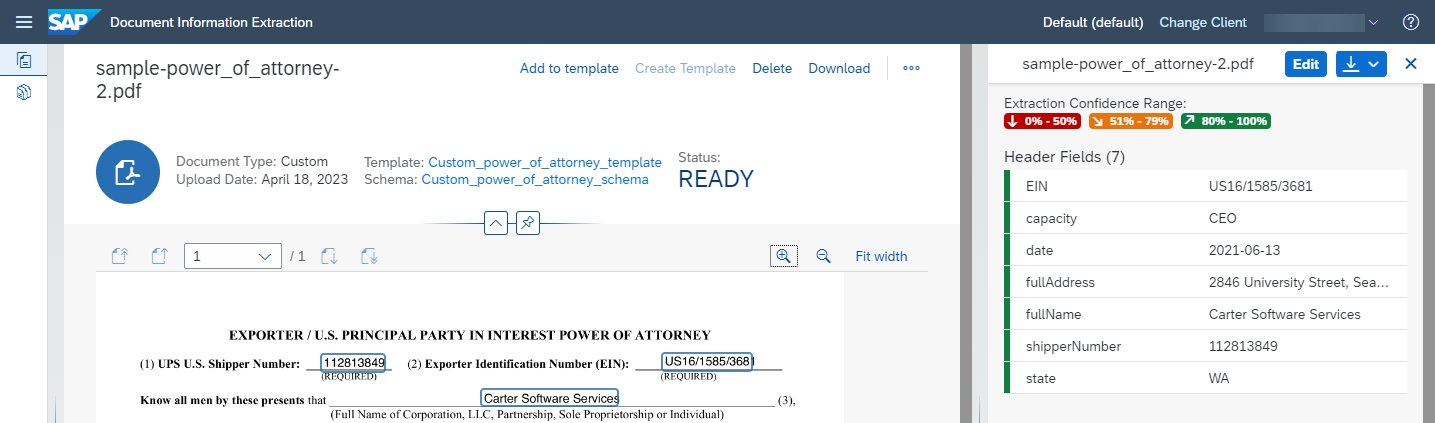 SAP Document Information Extraction Default (default) Change Client
sample-power_of_attorney-
2.pdf
Add to template Create Template Delete Download
Document Type: Custom
Upload Date: April 18, 2023
Template: Custom_power_of_attorney_template
Schema: Custom_power_of_attorney_schema
Status:
READY
1 / 1 Fit width
EXPORTER / U.S. PRINCIPAL PARTY IN INTEREST POWER OF ATTORNEY
(1) UPS U.S. Shipper Number: 112813849 (2) Exporter Identification Number (EIN): US16/1585/3681
(REQUIRED) (REQUIRED)
Know all men by these presents that Carter Software Services (3),
(Full Name of Corporation, LLC, Partnership, Sole Proprietorship or Individual)
sample-power_of_attorney-2.pdf Edit
Extraction Confidence Range:
0% - 50% 51% - 79% 80% - 100%
Header Fields (7)
EIN US16/1585/3681
capacity CEO
date 2021-06-13
fullAddress 2846 University Street, Sea...
fullName Carter Software Services
shipperNumber 112813849
state WA